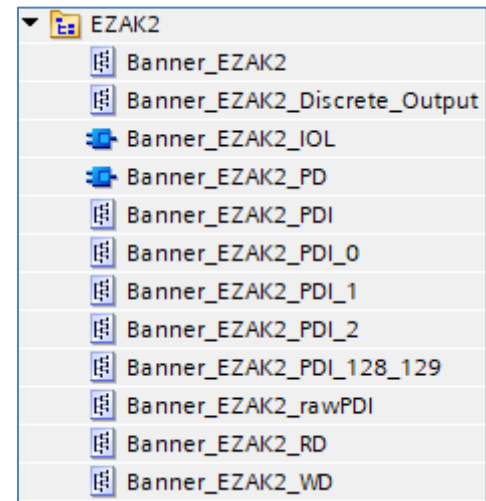 EZAK2
Banner_EZAK2
Banner_EZAK2_Discrete_Output
Banner_EZAK2_IOL
Banner_EZAK2_PD
Banner_EZAK2_PDI
Banner_EZAK2_PDI_0
Banner_EZAK2_PDI_1
Banner_EZAK2_PDI_2
Banner_EZAK2_PDI_128_129
Banner_EZAK2_rawPDI
Banner_EZAK2_RD
Banner_EZAK2_WD